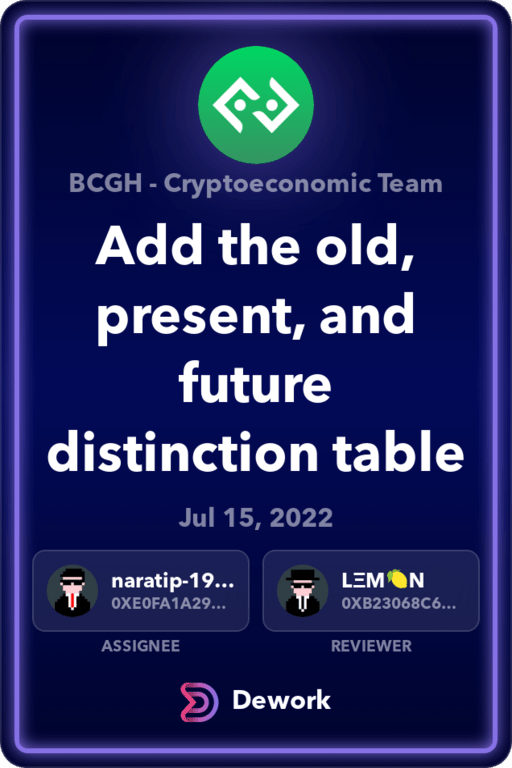 BCGH - Cryptoeconomic Team
Add the old,
present, and
future
distinction table
Jul 15, 2022
naratip-19...
0XE0FA1A29...
ASSIGNEE
LΞM🍋N
0XB23068C6...
REVIEWER
Dework